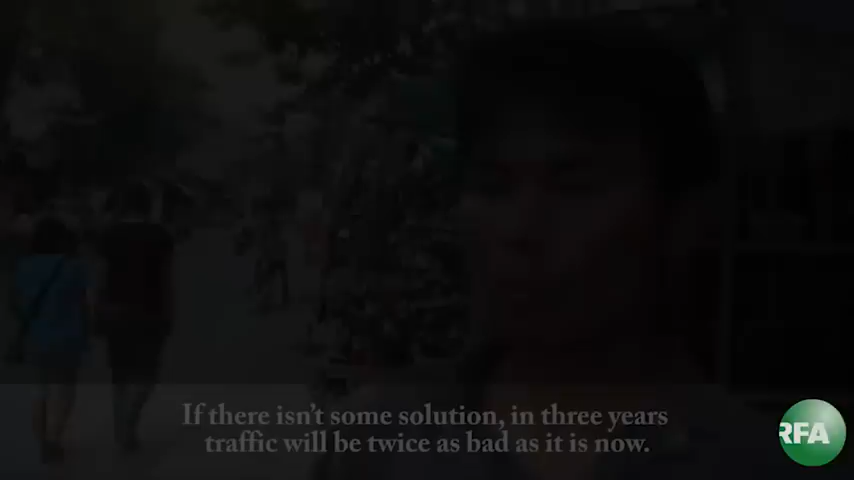 If there isn't some solution, in three years
traffic will be twice as bad as it is now.
RFA